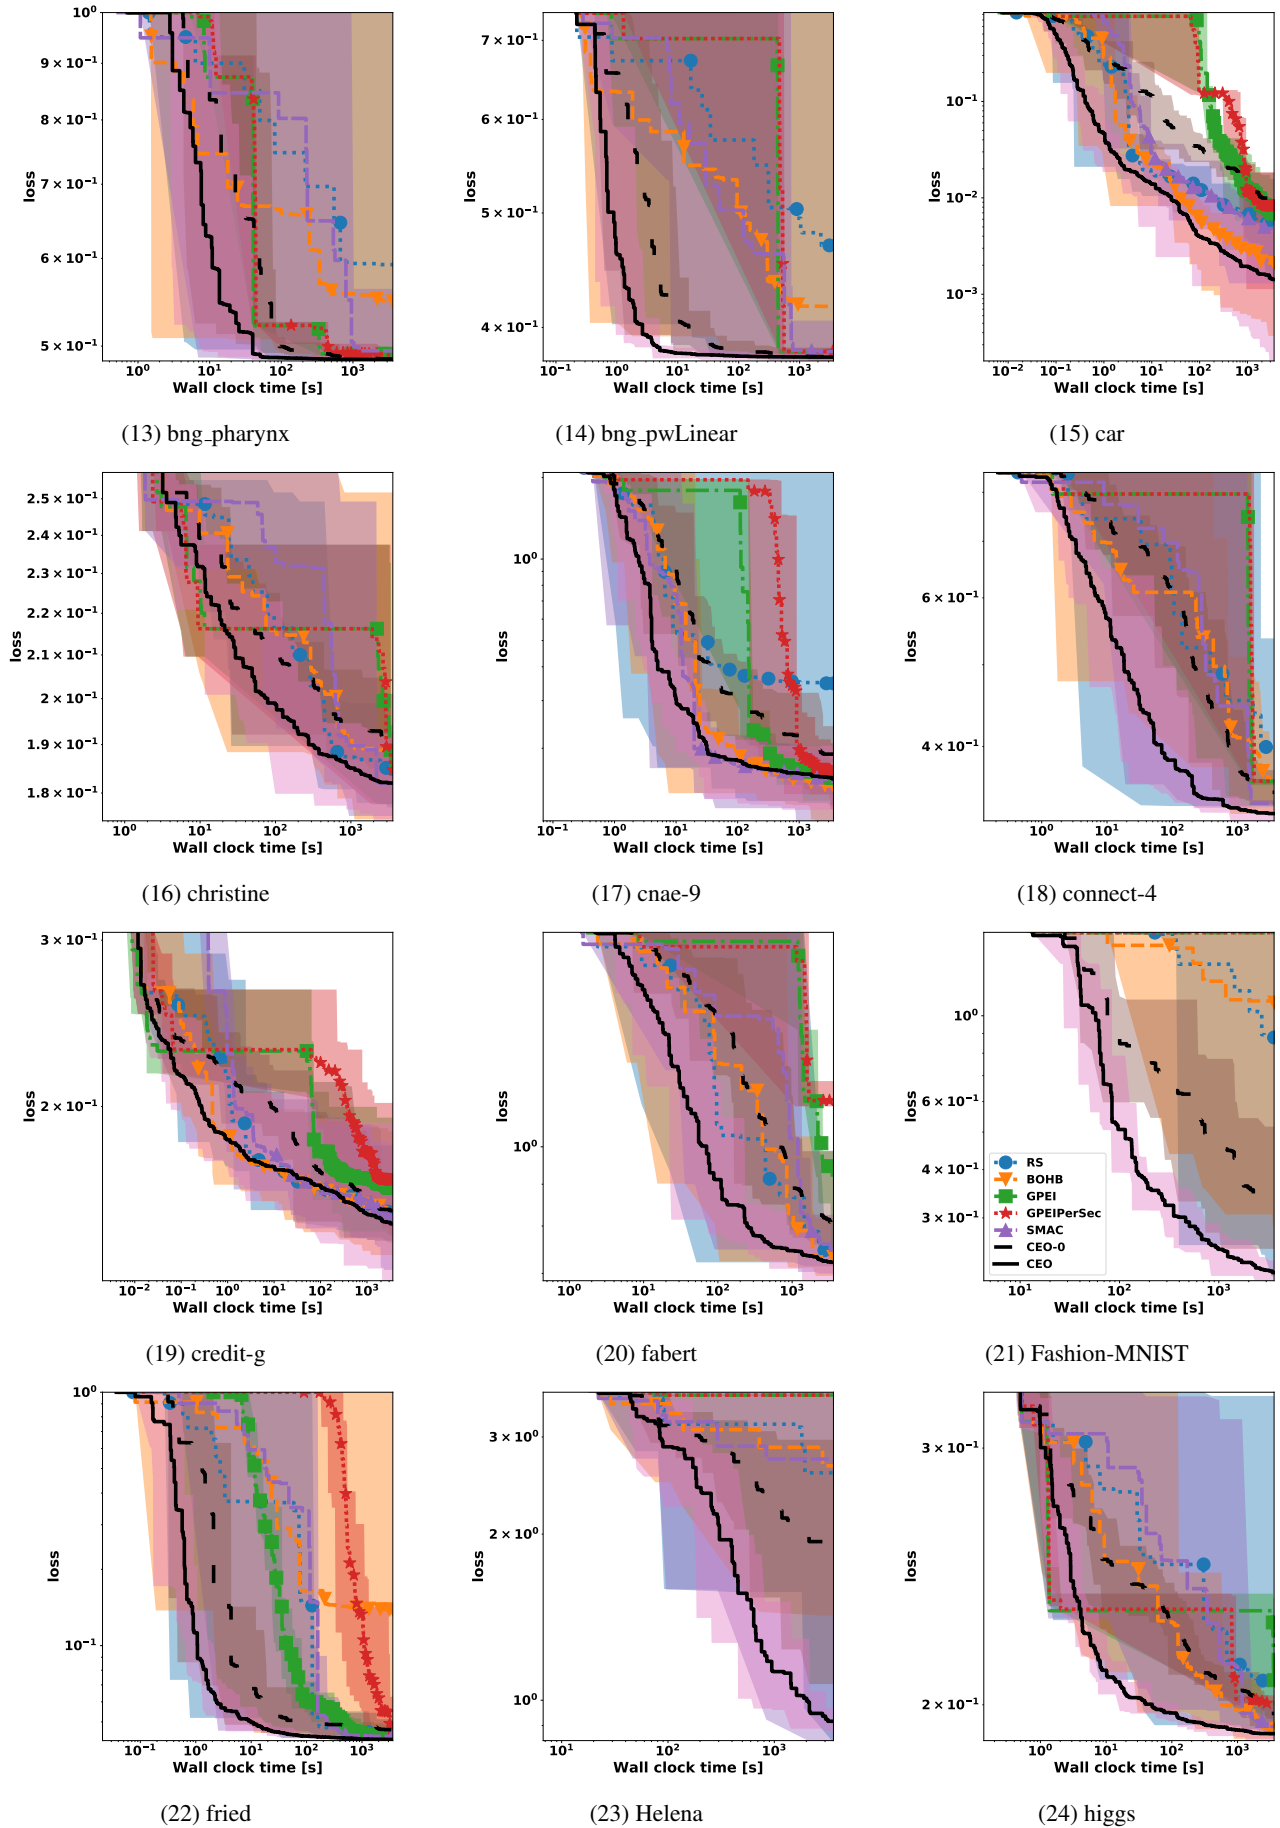 10⁰
9 × 10⁻¹
8 × 10⁻¹
7 × 10⁻¹
6 × 10⁻¹
5 × 10⁻¹
loss
10⁰ 10¹ 10² 10³
Wall clock time [s]
(13) bng_pharynx
7 × 10⁻¹
6 × 10⁻¹
5 × 10⁻¹
4 × 10⁻¹
loss
10⁻¹ 10⁰ 10¹ 10² 10³
Wall clock time [s]
(14) bng_pwLinear
10⁻¹
10⁻²
10⁻³
loss
10⁻² 10⁻¹ 10⁰ 10¹ 10² 10³
Wall clock time [s]
(15) car
2.5 × 10⁻¹
2.4 × 10⁻¹
2.3 × 10⁻¹
2.2 × 10⁻¹
2.1 × 10⁻¹
2 × 10⁻¹
1.9 × 10⁻¹
1.8 × 10⁻¹
loss
10⁰ 10¹ 10² 10³
Wall clock time [s]
(16) christine
10⁰
loss
10⁻¹ 10⁰ 10¹ 10² 10³
Wall clock time [s]
(17) cnae-9
6 × 10⁻¹
4 × 10⁻¹
loss
10⁰ 10¹ 10² 10³
Wall clock time [s]
(18) connect-4
3 × 10⁻¹
2 × 10⁻¹
loss
10⁻² 10⁻¹ 10⁰ 10¹ 10² 10³
Wall clock time [s]
(19) credit-g
10⁰
loss
10⁰ 10¹ 10² 10³
Wall clock time [s]
(20) fabert
10⁰
6 × 10⁻¹
4 × 10⁻¹
3 × 10⁻¹
loss
RS
BOHB
GPEI
GPEIPerSec
SMAC
CEO-0
CEO
10¹ 10² 10³
Wall clock time [s]
(21) Fashion-MNIST
10⁰
10⁻¹
loss
10⁻¹ 10⁰ 10¹ 10² 10³
Wall clock time [s]
(22) fried
3 × 10⁰
2 × 10⁰
10⁰
loss
10¹ 10² 10³
Wall clock time [s]
(23) Helena
3 × 10⁻¹
2 × 10⁻¹
loss
10⁰ 10¹ 10² 10³
Wall clock time [s]
(24) higgs